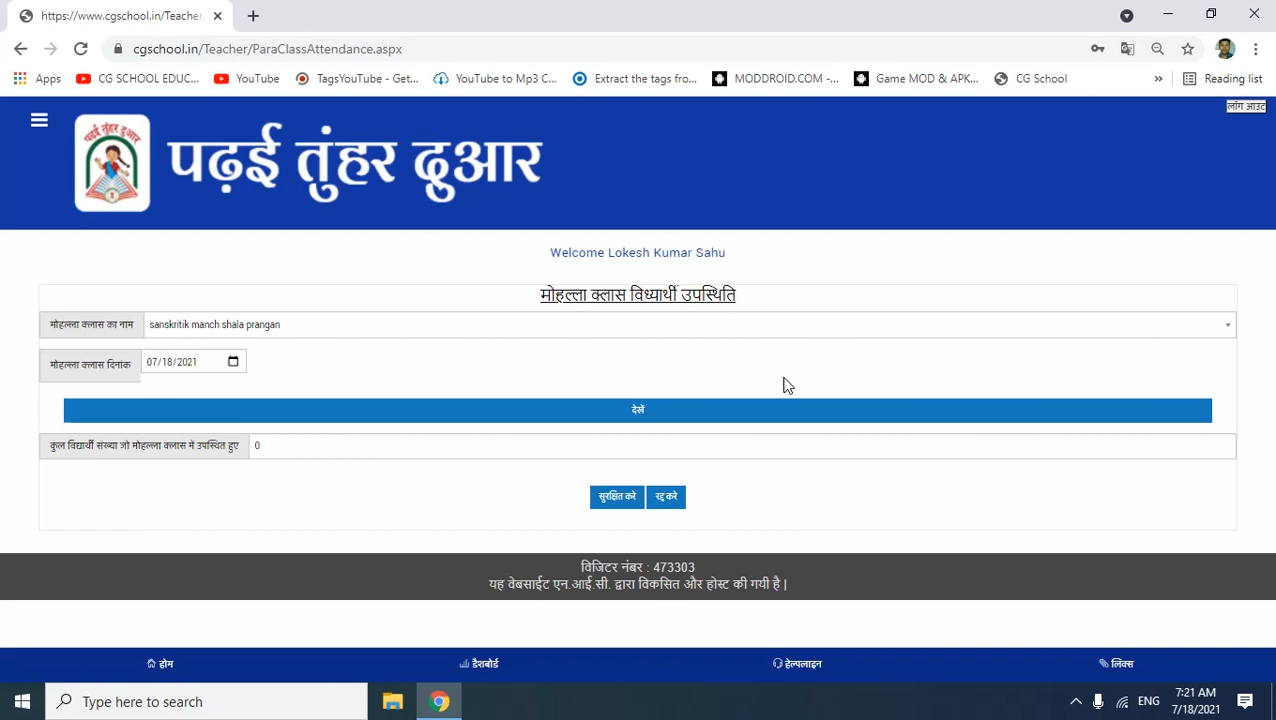 https://www.cgschool.in/Teacher/
cgschool.in/Teacher/ParaClassAttendance.aspx
Apps
CG SCHOOL EDUC...
YouTube
TagsYouTube - Get...
YouTube to Mp3 C...
Extract the tags fro...
MODDROID.COM -...
Game MOD & APK...
CG School
»
Reading list
लॉग आउट
पढ़ई तुंहर दुआर
Welcome Lokesh Kumar Sahu
मोहल्ला क्लास विध्यार्थी उपस्थिति
मोहल्ला क्लास का नाम sanskritik manch shala prangan
मोहल्ला क्लास दिनांक 07/18/2021
देखें
कुल विद्यार्थी संख्या जो मोहल्ला क्लास में उपस्थित हुए 0
सुरक्षित करे रद्द करे
विजिटर नंबर : 473303
यह वेबसाईट एन.आई.सी. द्वारा विकसित और होस्ट की गयी है |
होम डैशबोर्ड हेल्पलाइन लिंक्स
Type here to search
ENG
7:21 AM
7/18/2021